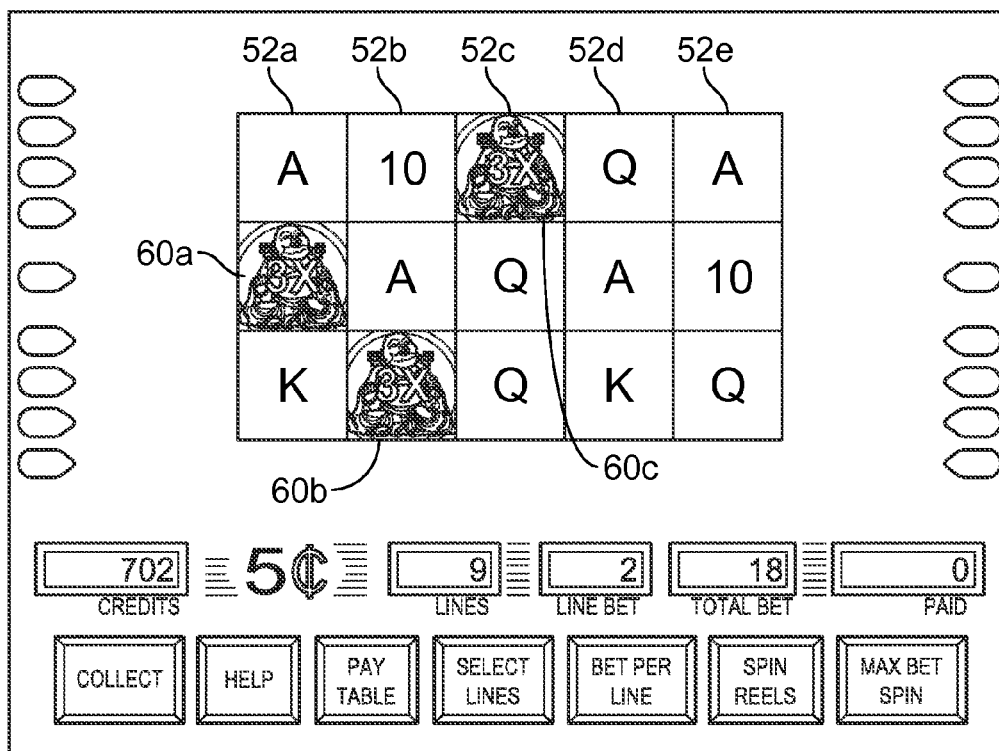 52a 52b 52c 52d 52e
A 10 3X Q A
60a 3X A Q A 10
K 3X Q K Q
60b 60c
702 5¢ 9 2 18 0
CREDITS LINES LINE BET TOTAL BET PAID
COLLECT HELP PAY TABLE SELECT LINES BET PER LINE SPIN REELS MAX BET SPIN